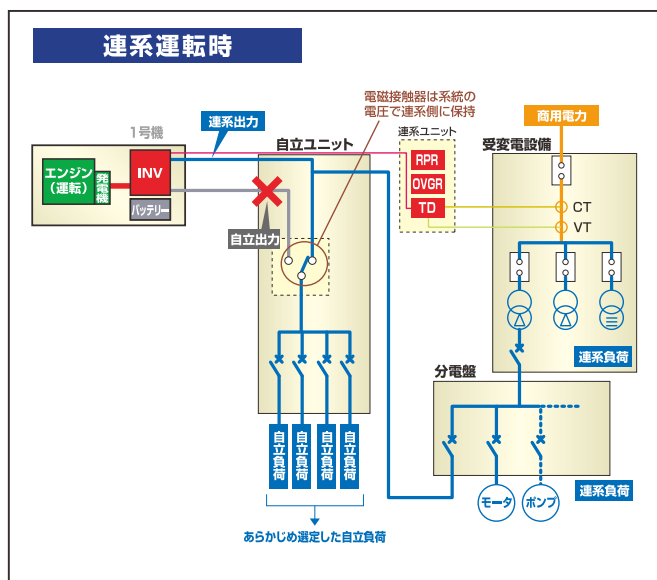 連系運転時
電磁接触器は系統の
電圧で連系側に保持
商用電力
連系出力
1号機
自立ユニット
連系ユニット
受変電設備
エンジン
（運転）
発電機
INV
バッテリー
RPR
OVGR
TD
CT
VT
自立出力
連系負荷
分電盤
自立負荷
自立負荷
自立負荷
自立負荷
モータ
ポンプ
連系負荷
あらかじめ選定した自立負荷